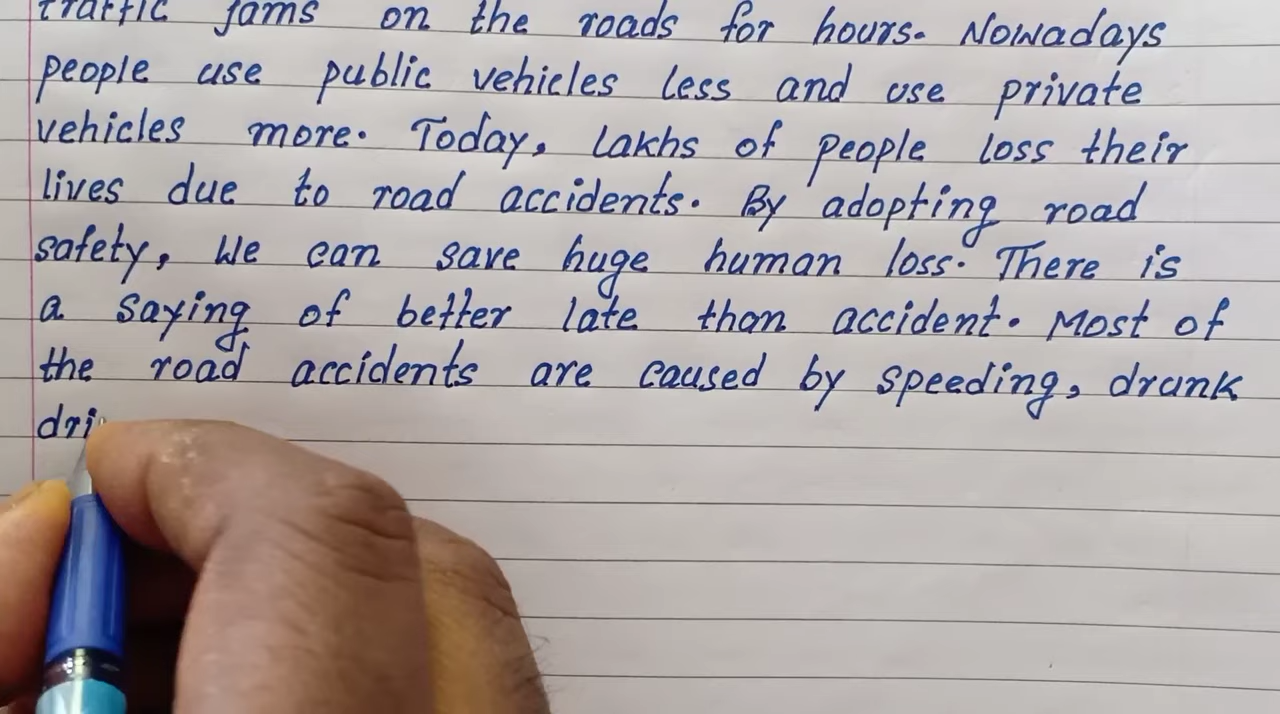 traffic jams on the roads for hours. Nowadays
people use public vehicles less and use private
vehicles more. Today, lakhs of people loss their
lives due to road accidents. By adopting road
safety, We can save huge human loss. There is
a saying of better late than accident. Most of
the road accidents are caused by speeding, drunk
dri